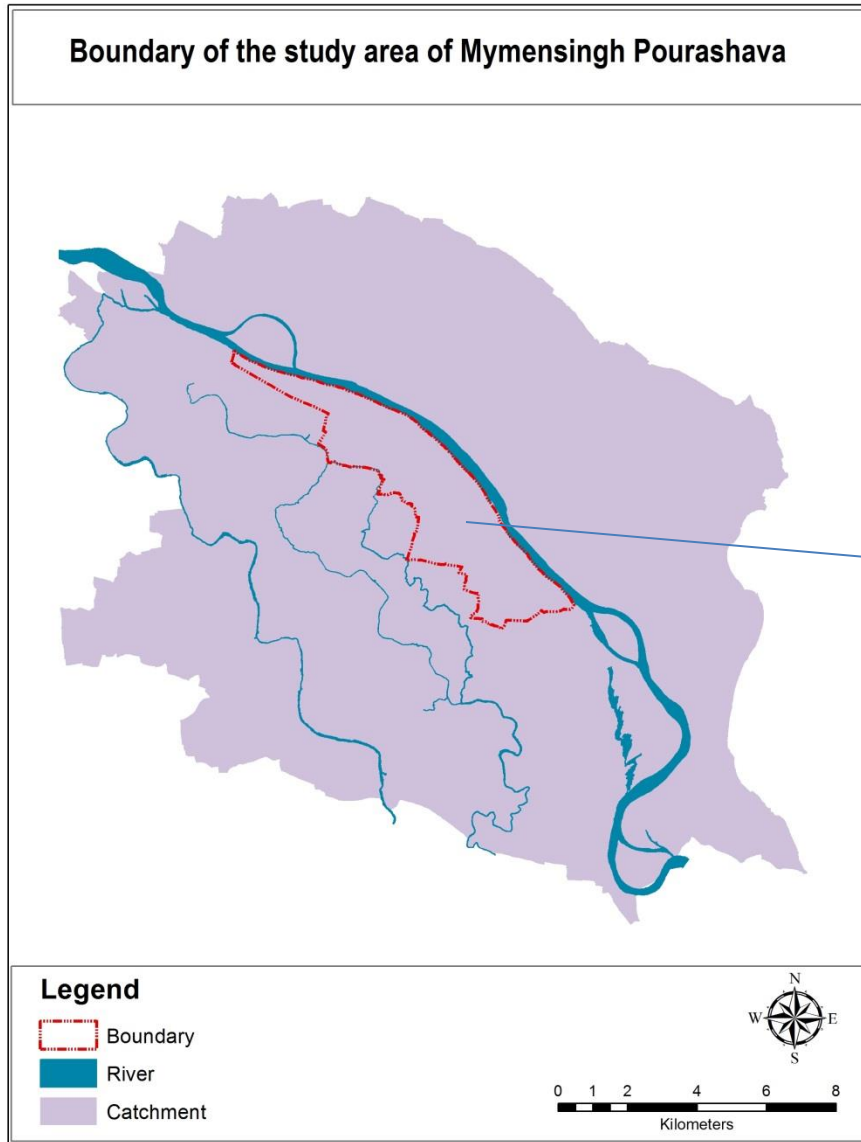 Boundary of the study area of Mymensingh Pourashava
Legend
Boundary
River
Catchment
N
W E
S
0 1 2 4 6 8
Kilometers